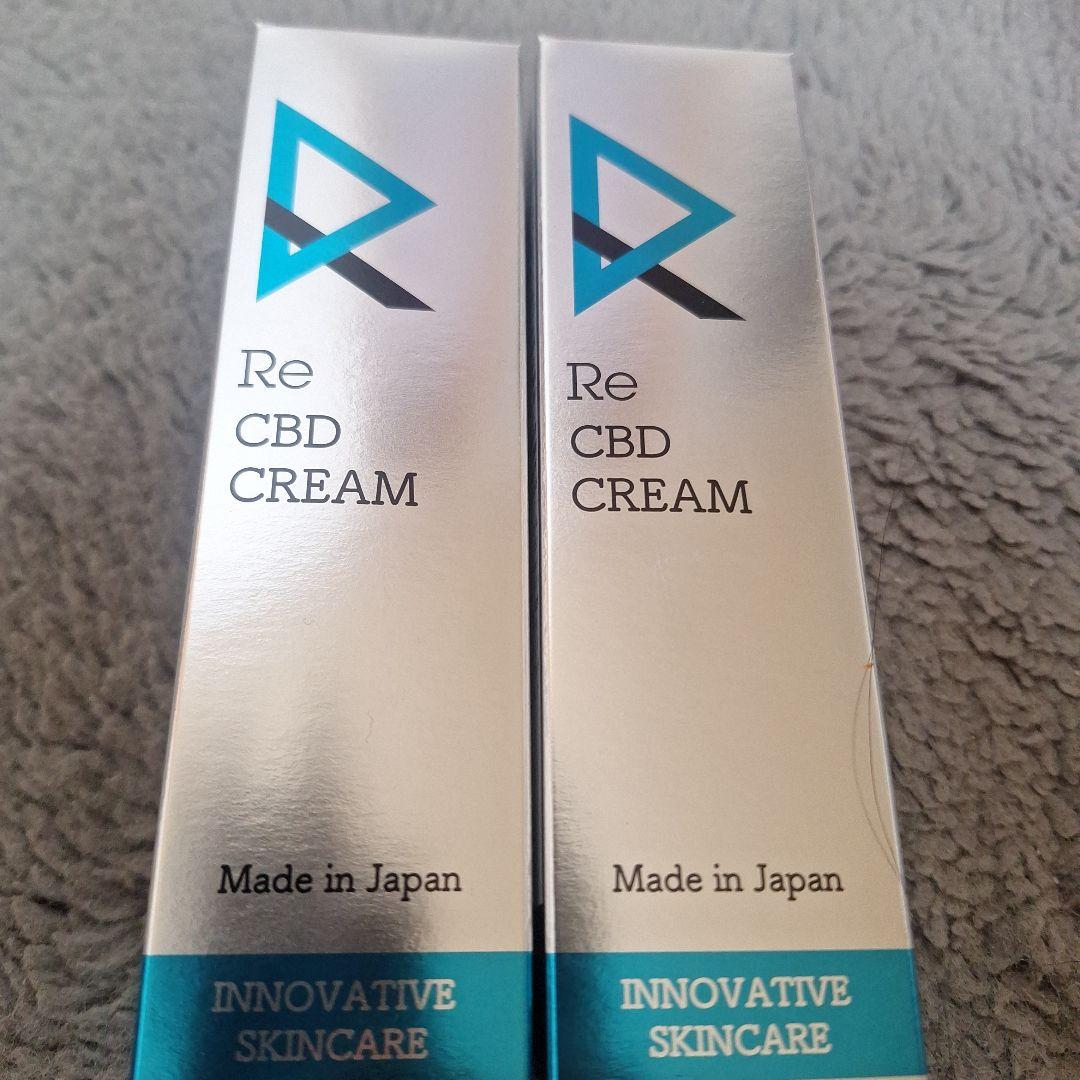 Re
CBD
CREAM
Made in Japan
INNOVATIVE
SKINCARE
Re
CBD
CREAM
Made in Japan
INNOVATIVE
SKINCARE